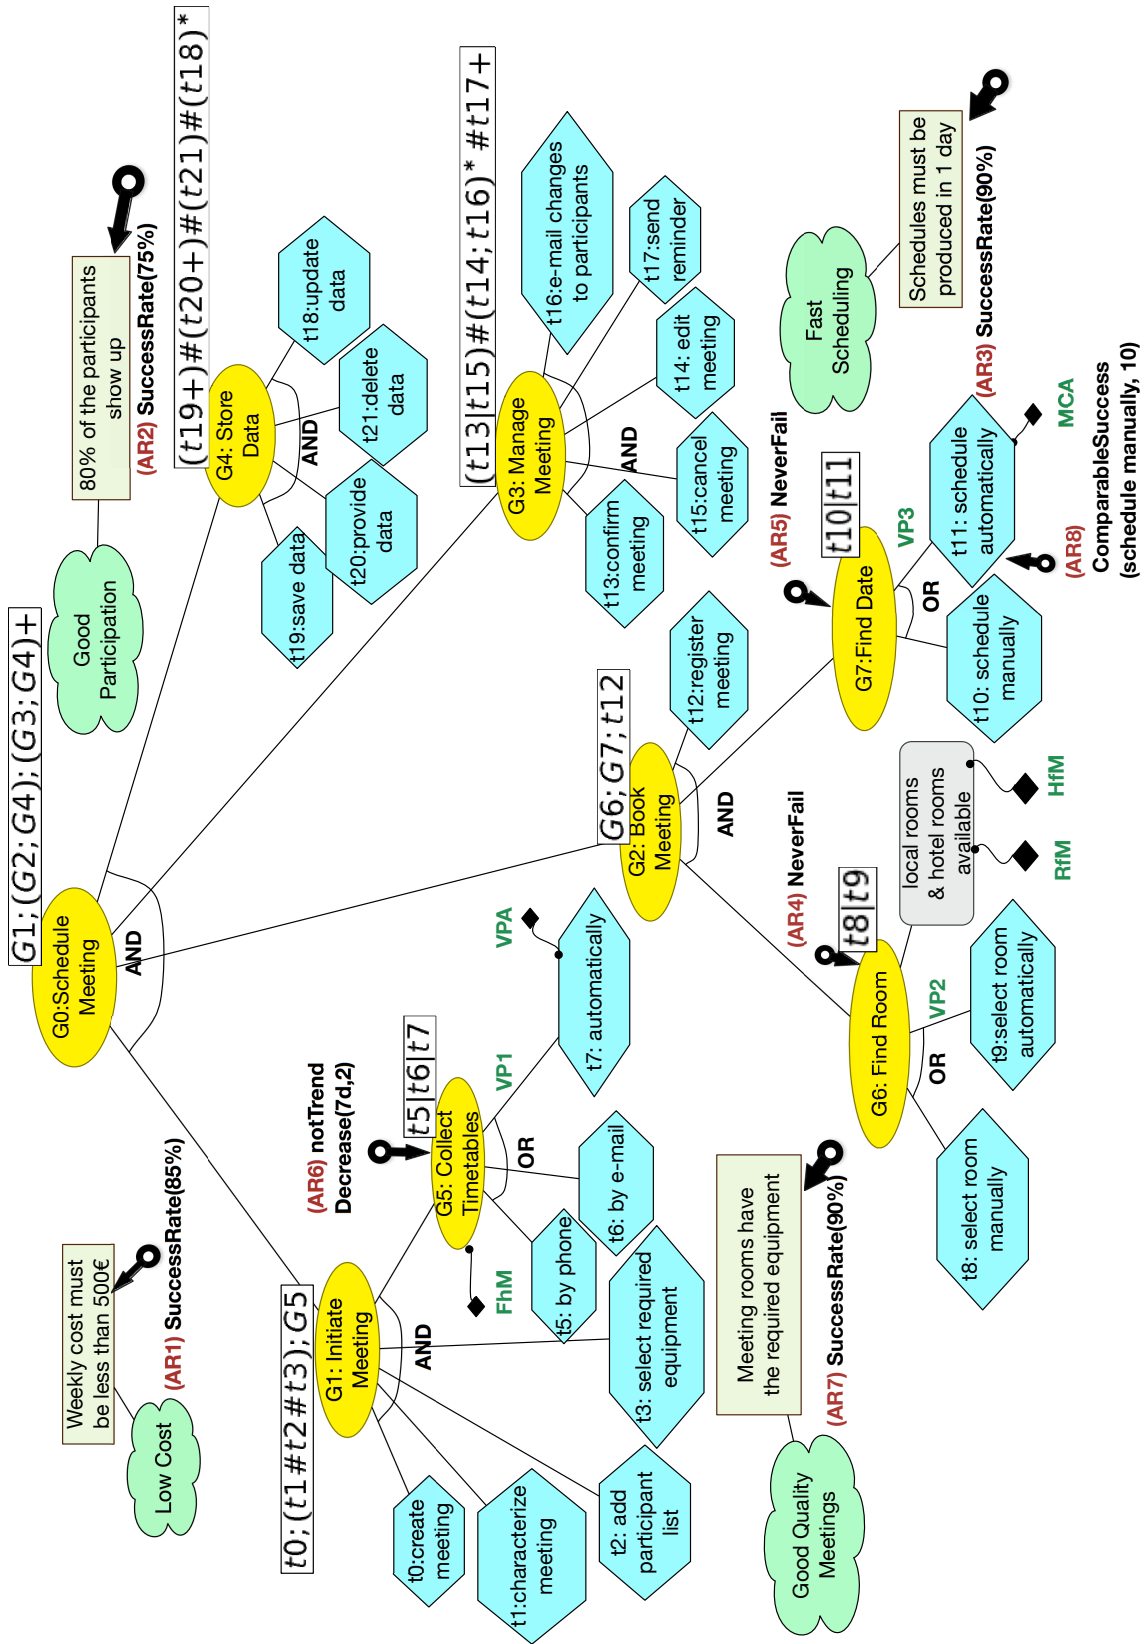 G1;(G2;G4);(G3;G4)+
G0:Schedule
Meeting
AND
Good
Participation
80% of the participants
show up
(AR2) SuccessRate(75%)
(t19+)#(t20+)#(t21)#(t18)*
G4: Store
Data
AND
t19:save data
t20:provide
data
t21:delete
data
t18:update
data
Low Cost
Weekly cost must
be less than 500€
(AR1) SuccessRate(85%)
t0;(t1#t2#t3);G5
G1: Initiate
Meeting
AND
t0:create
meeting
t1:characterize
meeting
t2: add
participant
list
t3: select required
equipment
(AR6) notTrend
Decrease(7d,2)
t5|t6|t7
G5: Collect
Timetables
FhM
VP1
OR
t5: by phone
t6: by e-mail
t7: automatically
VPA
(t13|t15)#(t14;t16)*#t17+
G3: Manage
Meeting
AND
t13:confirm
meeting
t15:cancel
meeting
t14: edit
meeting
t17:send
reminder
t16:e-mail changes
to participants
G6;G7;t12
G2: Book
Meeting
AND
t12:register
meeting
(AR4) NeverFail
t8|t9
G6: Find Room
VP2
OR
t8: select room
manually
t9:select room
automatically
local rooms
& hotel rooms
available
RfM
HfM
(AR5) NeverFail
t10|t11
G7:Find Date
VP3
OR
t10: schedule
manually
t11: schedule
automatically
MCA
(AR8)
ComparableSuccess
(schedule manually, 10)
Fast
Scheduling
Schedules must be
produced in 1 day
(AR3) SuccessRate(90%)
Good Quality
Meetings
Meeting rooms have
the required equipment
(AR7) SuccessRate(90%)